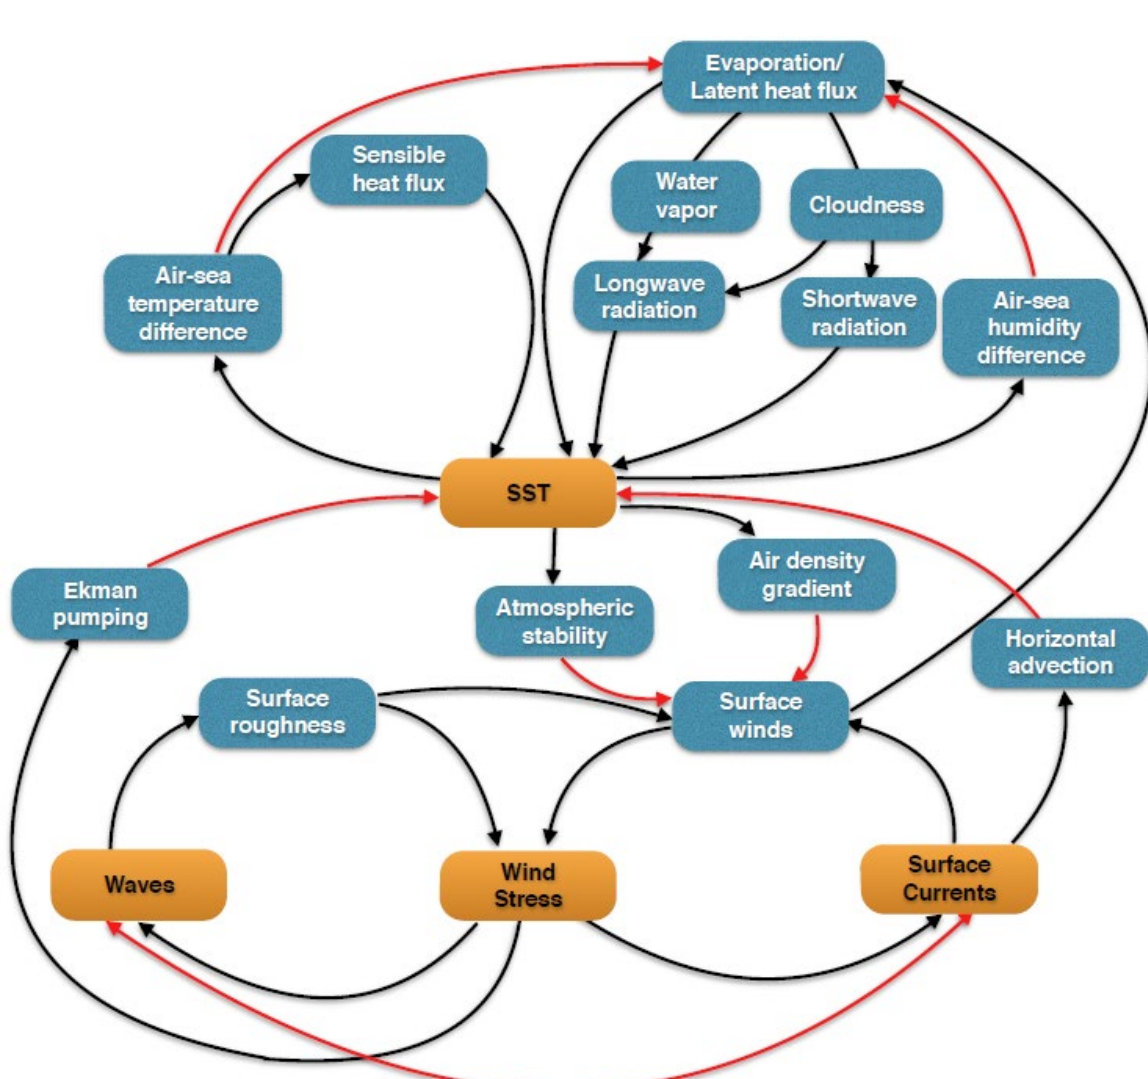 Evaporation/
Latent heat flux
Sensible
heat flux
Water
vapor
Cloudness
Air-sea
temperature
difference
Longwave
radiation
Shortwave
radiation
Air-sea
humidity
difference
SST
Ekman
pumping
Atmospheric
stability
Air density
gradient
Horizontal
advection
Surface
roughness
Surface
winds
Waves
Wind
Stress
Surface
Currents